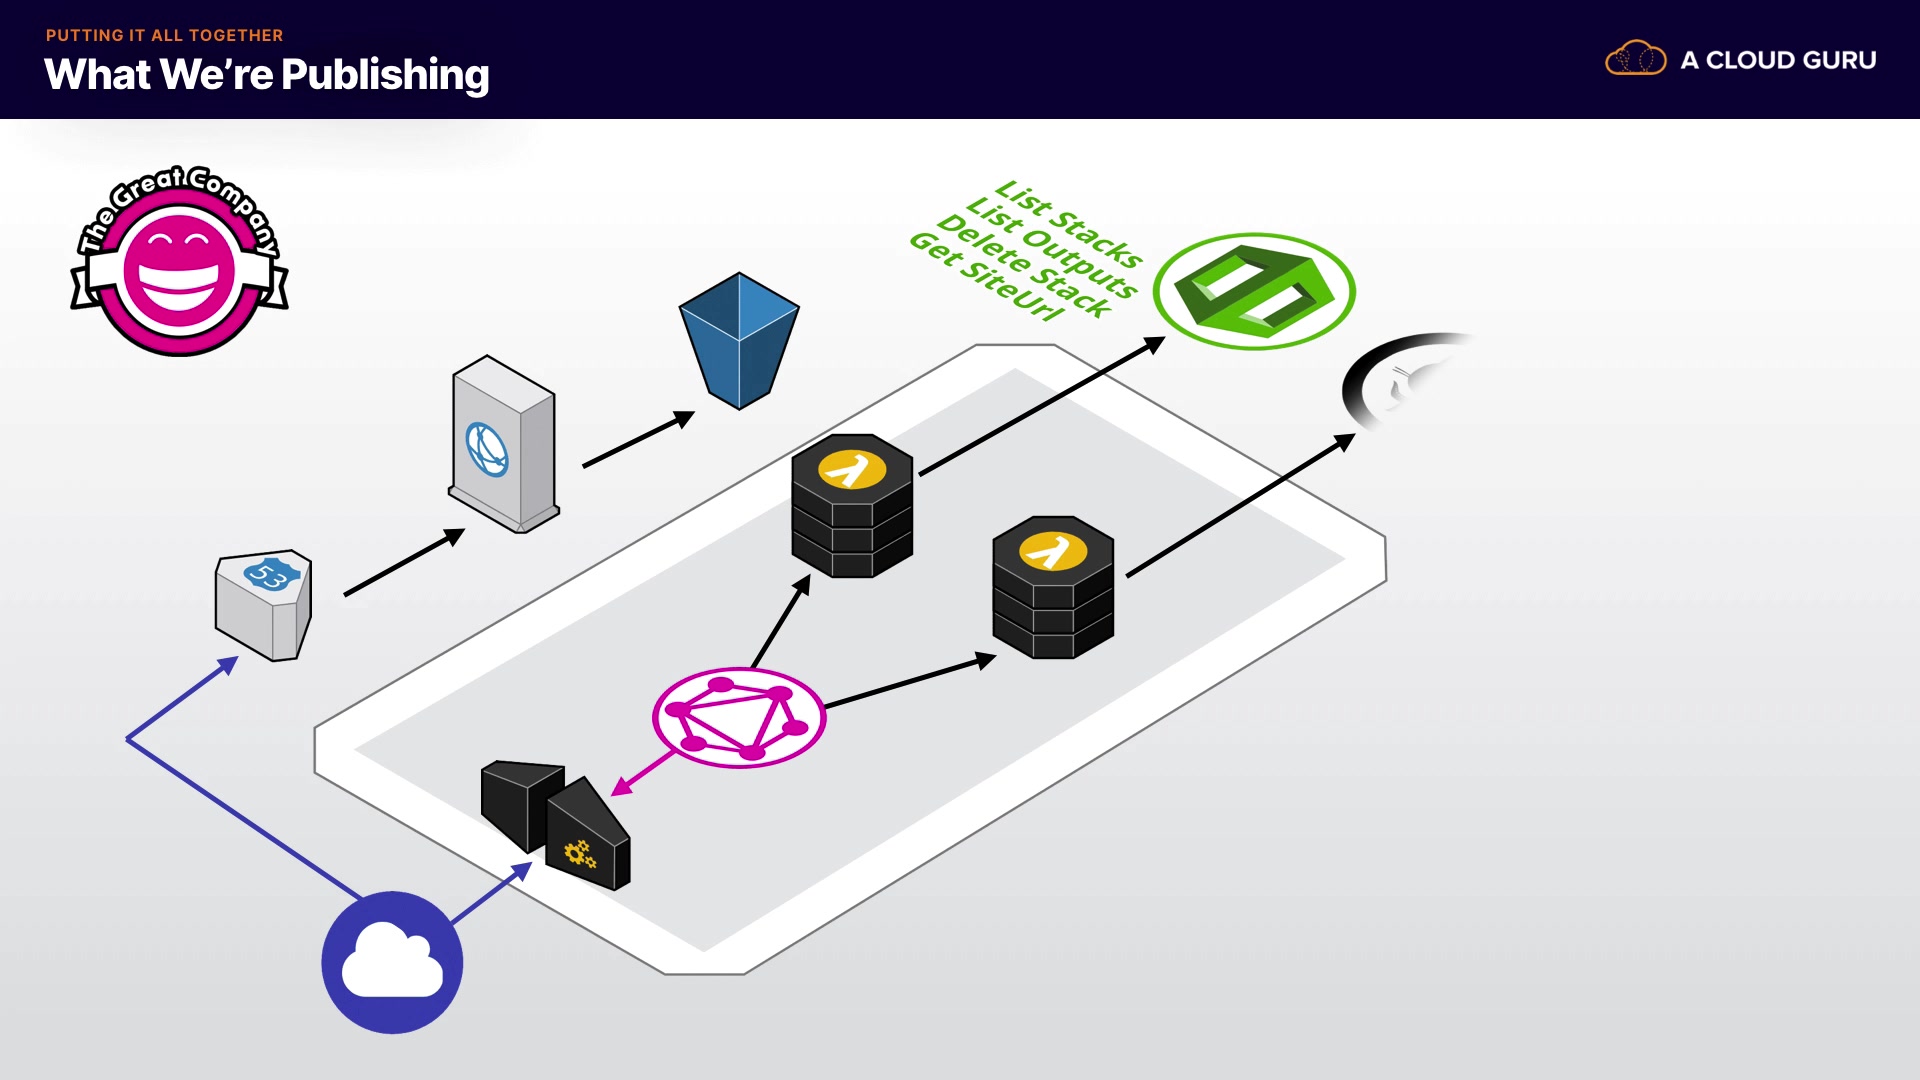 PUTTING IT ALL TOGETHER
What We're Publishing
A CLOUD GURU
The Great Company
List Stacks
List Outputs
Delete Stack
Get SiteUrl
53
λ
λ